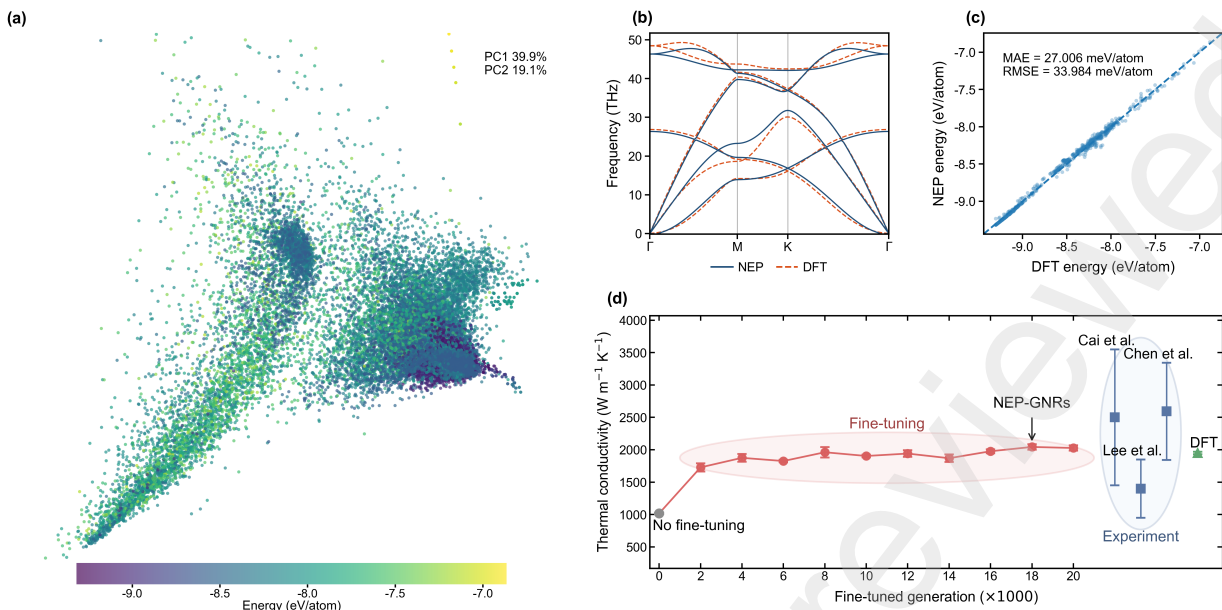 (a)
PC1 39.9%
PC2 19.1%
-9.0
-8.5
-8.0
-7.5
-7.0
Energy (eV/atom)
(b)
50
40
30
20
10
0
Frequency (THz)
Γ
M
K
Γ
NEP
DFT
(c)
MAE = 27.006 meV/atom
RMSE = 33.984 meV/atom
-7.0
-7.5
-8.0
-8.5
-9.0
NEP energy (eV/atom)
-9.0
-8.5
-8.0
-7.5
-7.0
DFT energy (eV/atom)
(d)
4000
3500
3000
2500
2000
1500
1000
500
Thermal conductivity (W m⁻¹ K⁻¹)
No fine-tuning
Fine-tuning
NEP-GNRs
Cai et al.
Chen et al.
Lee et al.
Experiment
DFT
0
2
4
6
8
10
12
14
16
18
20
Fine-tuned generation (×1000)